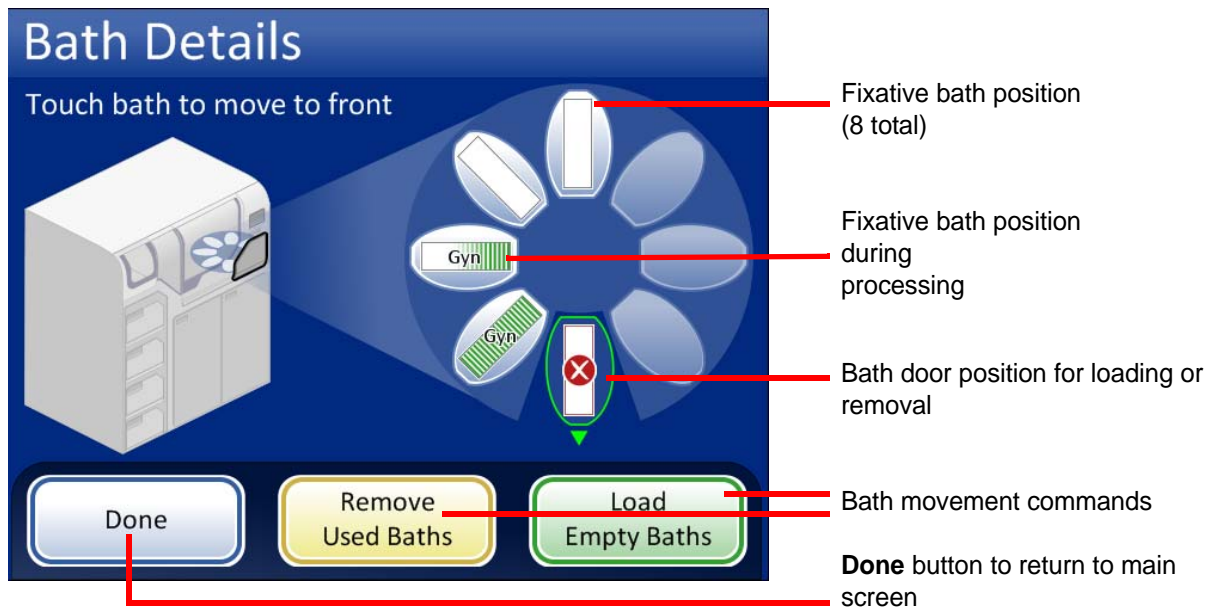 Bath Details
Touch bath to move to front
Gyn
Gyn
Done
Remove
Used Baths
Load
Empty Baths
Fixative bath position
(8 total)
Fixative bath position
during
processing
Bath door position for loading or
removal
Bath movement commands
Done button to return to main
screen